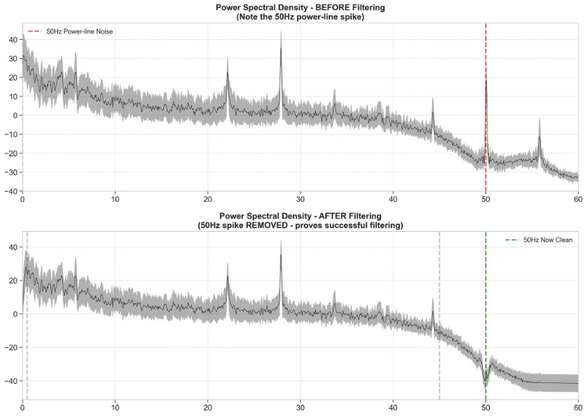 Power Spectral Density - BEFORE Filtering
(Note the 50Hz power-line spike)
50Hz Power-line Noise
40
30
20
10
0
−10
−20
−30
−40
0 10 20 30 40 50 60
Power Spectral Density - AFTER Filtering
(50Hz spike REMOVED - proves successful filtering)
50Hz Now Clean
40
20
0
−20
−40
0 10 20 30 40 50 60